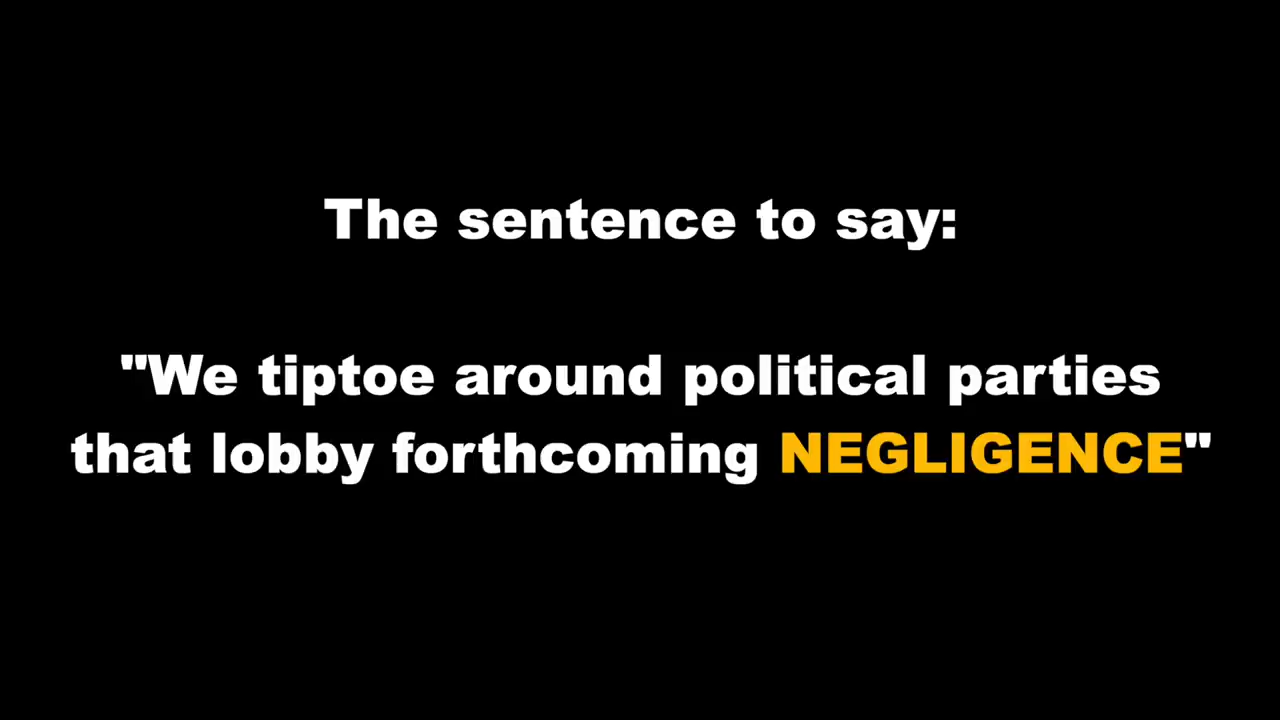 The sentence to say:
"We tiptoe around political parties
that lobby forthcoming NEGLIGENCE"